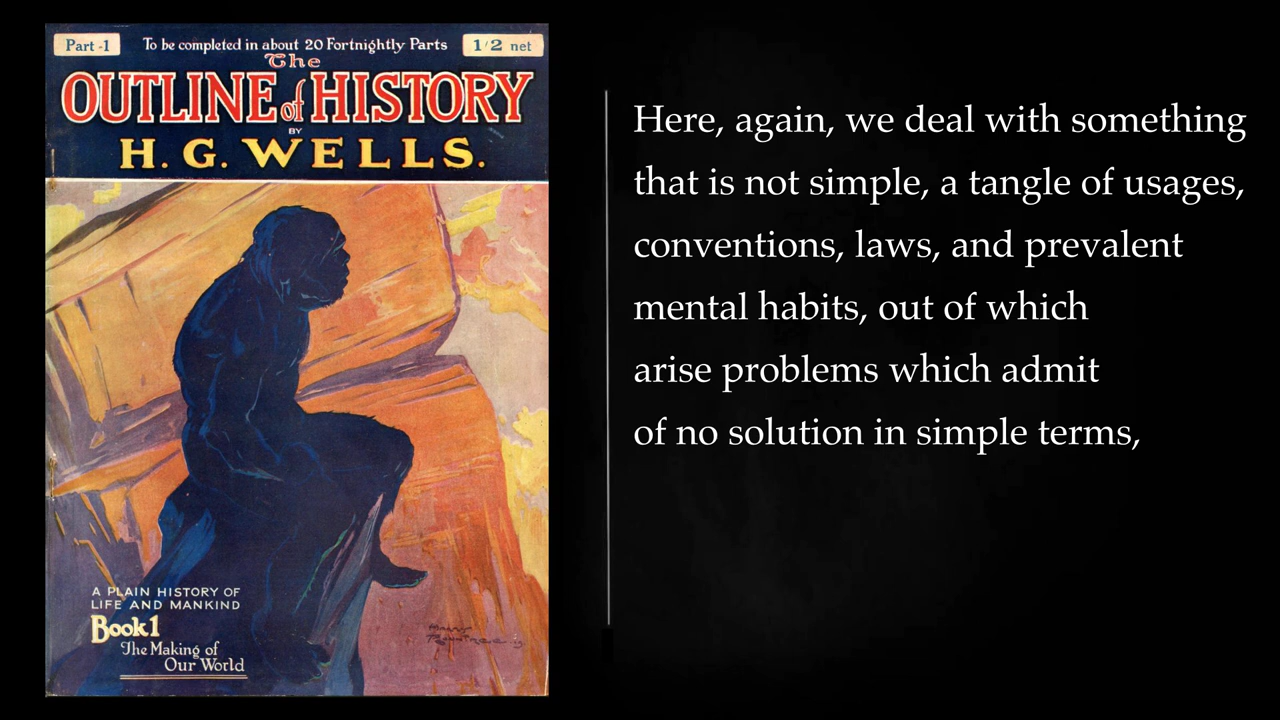 Part -1
To be completed in about 20 Fortnightly Parts
1/2 net
The
OUTLINE of HISTORY
BY
H. G. WELLS.
A PLAIN HISTORY OF
LIFE AND MANKIND
Book 1
The Making of
Our World
Here, again, we deal with something
that is not simple, a tangle of usages,
conventions, laws, and prevalent
mental habits, out of which
arise problems which admit
of no solution in simple terms,